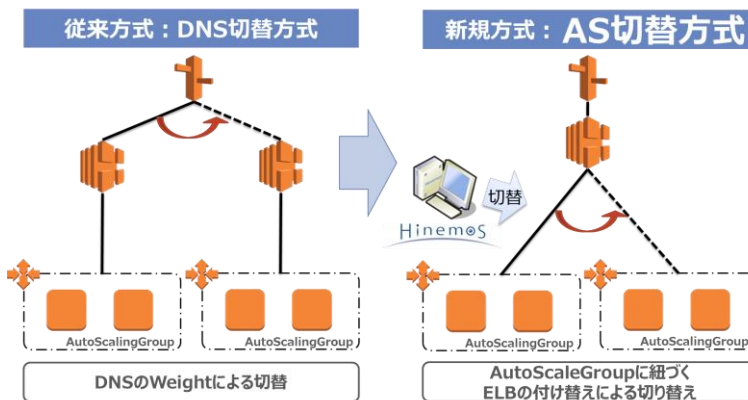 従来方式：DNS切替方式
新規方式：AS切替方式
切替
Hinemos
AutoScalingGroup
AutoScalingGroup
AutoScalingGroup
AutoScalingGroup
DNSのWeightによる切替
AutoScaleGroupに紐づく
ELBの付け替えによる切り替え